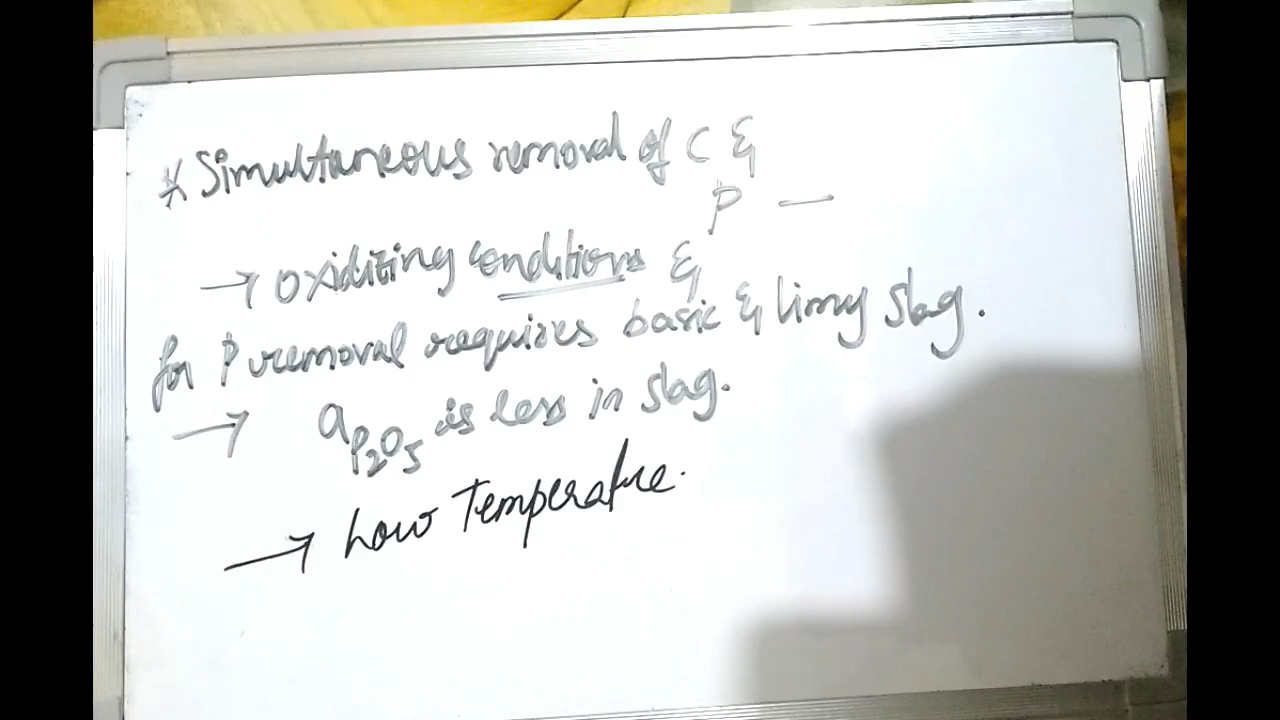 * Simultaneous removal of C &
P —
→ oxidizing conditions &
for P removal requires basic & limy slag.
→ aP₂O₅ is less in slag.
→ Low Temperature.